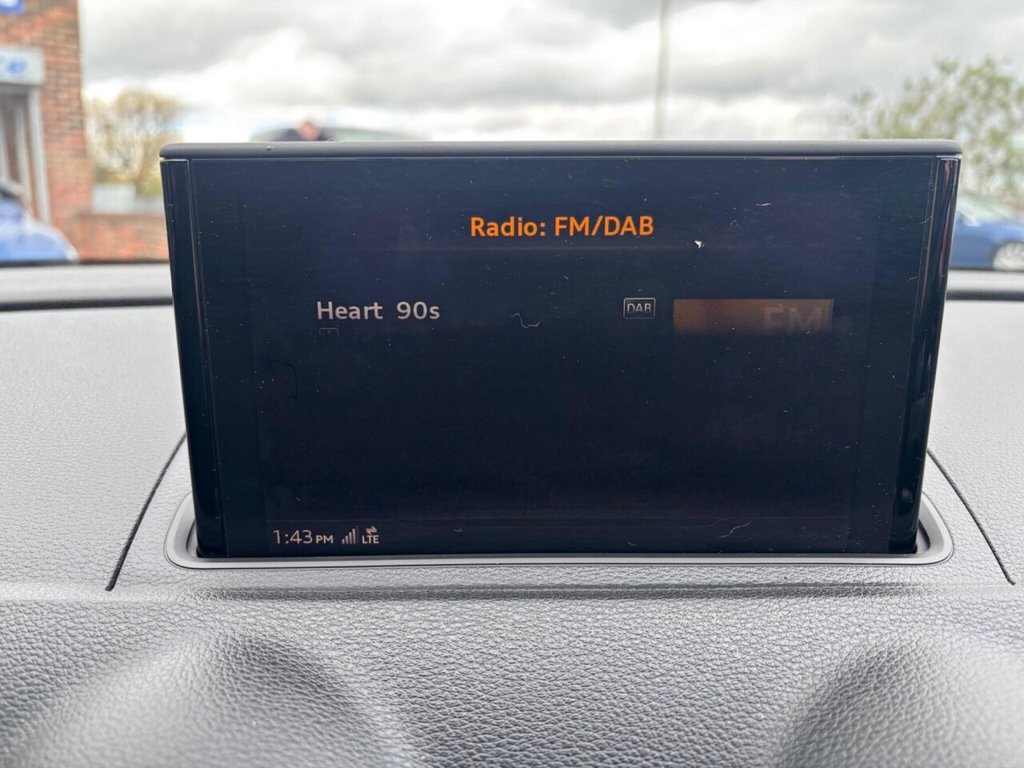 Radio: FM/DAB
Heart 90s DAB FM
1:43 PM LTE